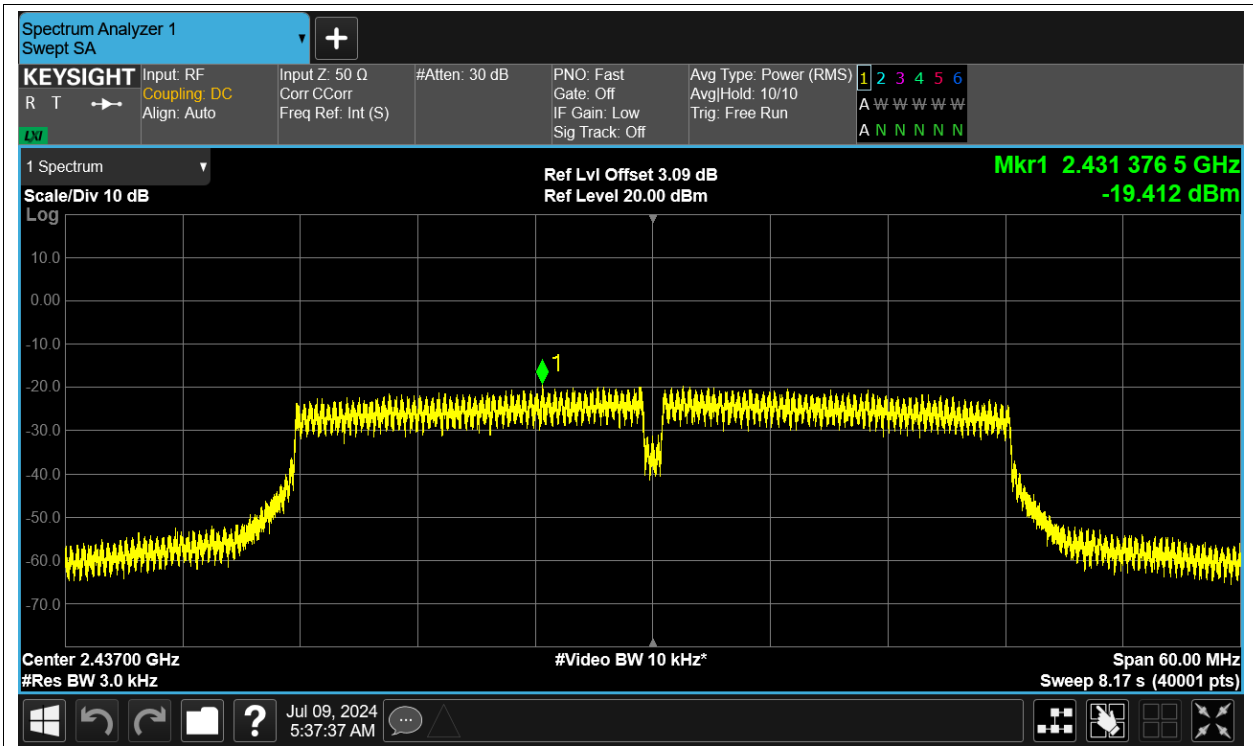 Spectrum Analyzer 1
Swept SA
KEYSIGHT
R T
LXI
Input: RF
Coupling: DC
Align: Auto
Input Z: 50 Ω
Corr CCorr
Freq Ref: Int (S)
#Atten: 30 dB
PNO: Fast
Gate: Off
IF Gain: Low
Sig Track: Off
Avg Type: Power (RMS)
Avg|Hold: 10/10
Trig: Free Run
1 2 3 4 5 6
A W W W W W
A N N N N N
1 Spectrum
Ref Lvl Offset 3.09 dB
Mkr1 2.431 376 5 GHz
Scale/Div 10 dB
Ref Level 20.00 dBm
-19.412 dBm
Log
10.0
0.00
-10.0
1
-20.0
-30.0
-40.0
-50.0
-60.0
-70.0
Center 2.43700 GHz
#Video BW 10 kHz*
Span 60.00 MHz
#Res BW 3.0 kHz
Sweep 8.17 s (40001 pts)
?
Jul 09, 2024
5:37:37 AM